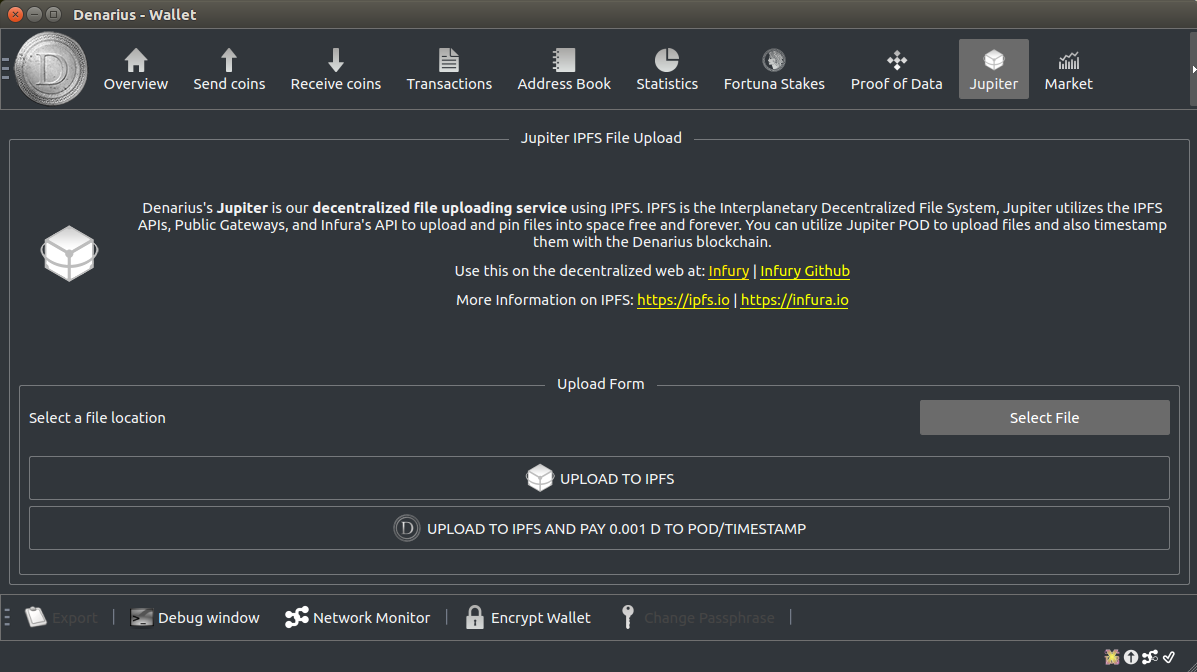 Denarius - Wallet
Overview
Send coins
Receive coins
Transactions
Address Book
Statistics
Fortuna Stakes
Proof of Data
Jupiter
Market
Jupiter IPFS File Upload
Denarius's Jupiter is our decentralized file uploading service using IPFS. IPFS is the Interplanetary Decentralized File System, Jupiter utilizes the IPFS
APIs, Public Gateways, and Infura's API to upload and pin files into space free and forever. You can utilize Jupiter POD to upload files and also timestamp
them with the Denarius blockchain.
Use this on the decentralized web at: Infury | Infury Github
More Information on IPFS: https://ipfs.io | https://infura.io
Upload Form
Select a file location
Select File
UPLOAD TO IPFS
D UPLOAD TO IPFS AND PAY 0.001 D TO POD/TIMESTAMP
Export
Debug window
Network Monitor
Encrypt Wallet
Change Passphrase